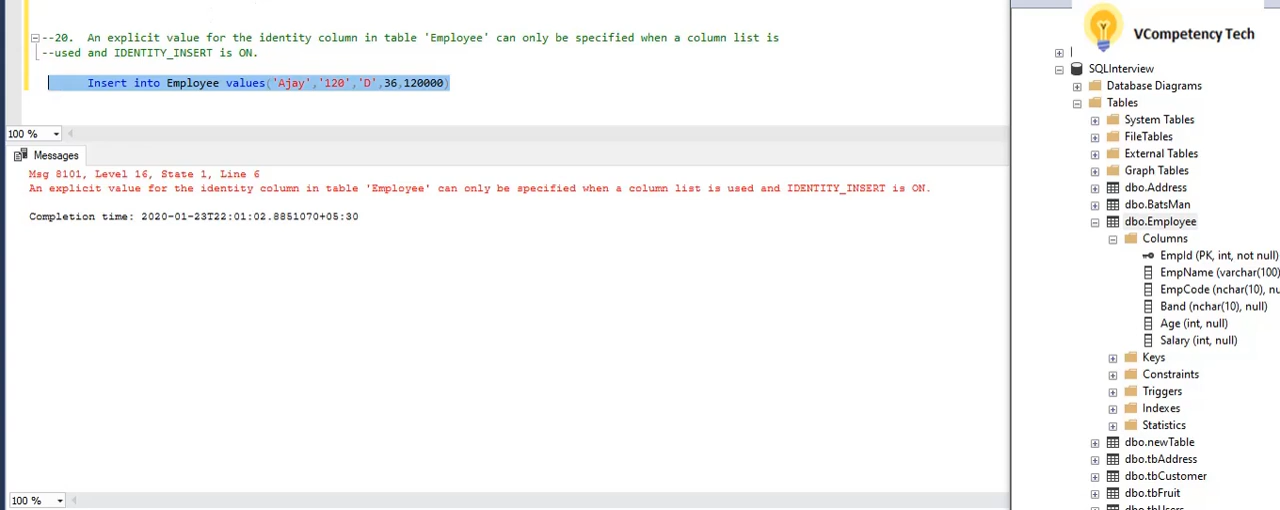 --20. An explicit value for the identity column in table 'Employee' can only be specified when a column list is
--used and IDENTITY_INSERT is ON.
Insert into Employee values('Ajay','120','D',36,120000)
100 %
Messages
Msg 8101, Level 16, State 1, Line 6
An explicit value for the identity column in table 'Employee' can only be specified when a column list is used and IDENTITY_INSERT is ON.
Completion time: 2020-01-23T22:01:02.8851070+05:30
100 %
VCompetency Tech
SQLInterview
Database Diagrams
Tables
System Tables
FileTables
External Tables
Graph Tables
dbo.Address
dbo.BatsMan
dbo.Employee
Columns
EmpId (PK, int, not null)
EmpName (varchar(100)
EmpCode (nchar(10), nu
Band (nchar(10), null)
Age (int, null)
Salary (int, null)
Keys
Constraints
Triggers
Indexes
Statistics
dbo.newTable
dbo.tbAddress
dbo.tbCustomer
dbo.tbFruit